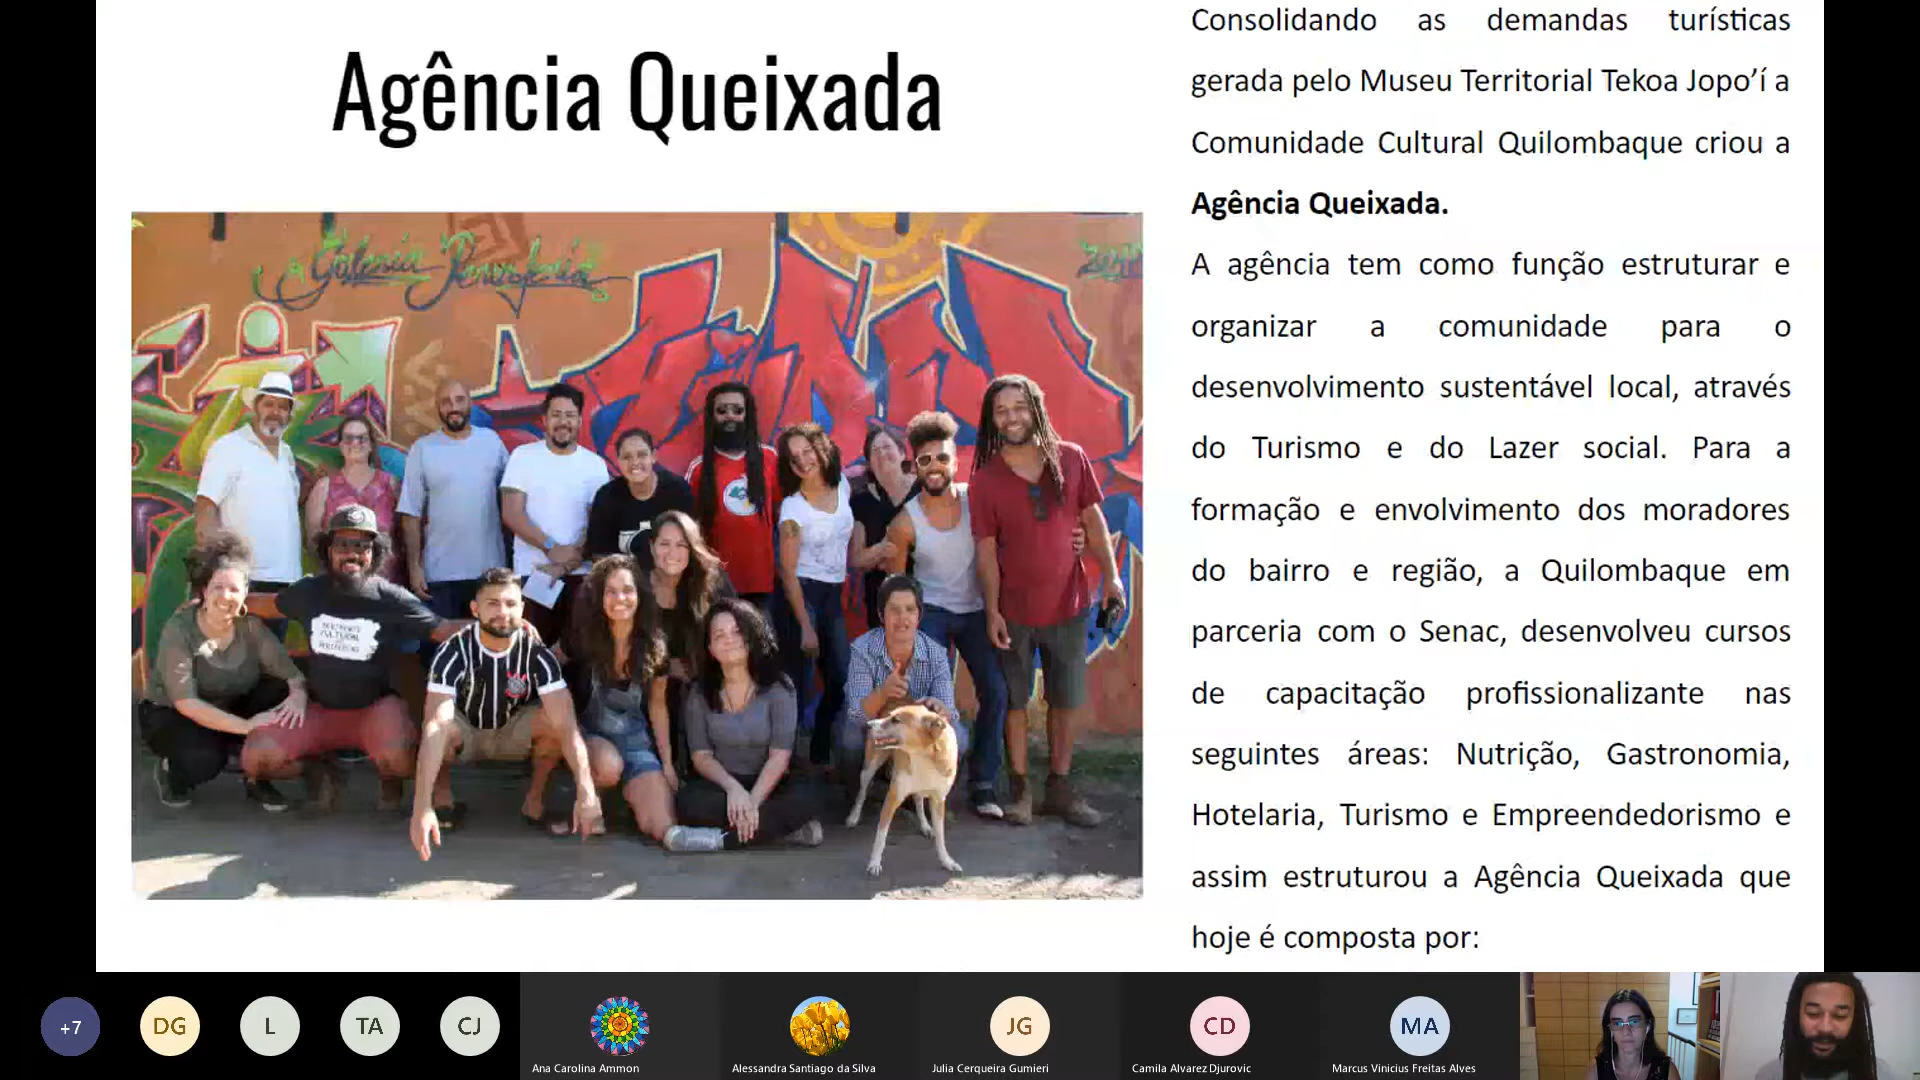 Agência Queixada
Galeria
Consolidando as demandas turísticas
gerada pelo Museu Territorial Tekoa Jopo’í a
Comunidade Cultural Quilombaque criou a
Agência Queixada.
A agência tem como função estruturar e
organizar a comunidade para o
desenvolvimento sustentável local, através
do Turismo e do Lazer social. Para a
formação e envolvimento dos moradores
do bairro e região, a Quilombaque em
parceria com o Senac, desenvolveu cursos
de capacitação profissionalizante nas
seguintes áreas: Nutrição, Gastronomia,
Hotelaria, Turismo e Empreendedorismo e
assim estruturou a Agência Queixada que
hoje é composta por:
+7
DG
L
TA
CJ
JG
CD
MA
Ana Carolina Ammon
Alessandra Santiago da Silva
Julia Cerqueira Gumieri
Camila Alvarez Djurovic
Marcus Vinicius Freitas Alves